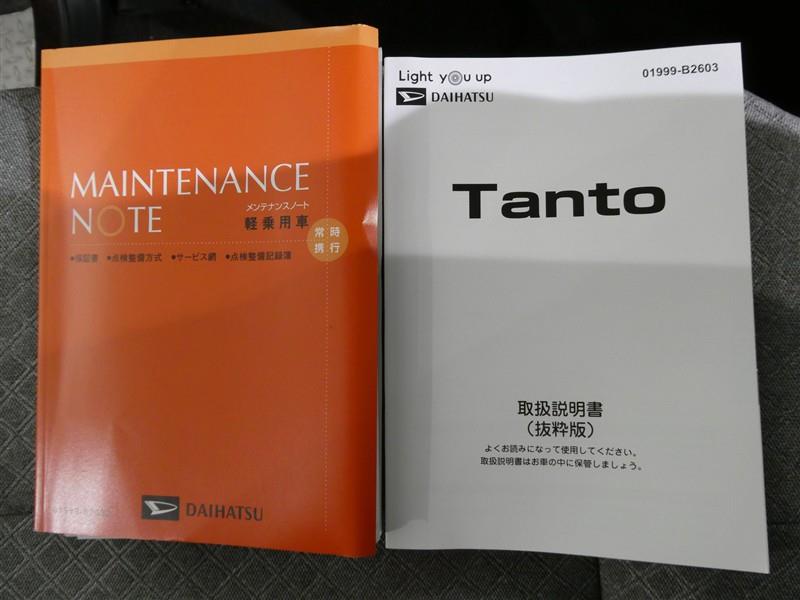 MAINTENANCE
NOTE
メンテナンスノート
軽乗用車
常時
携行
●保証書 ●点検整備方式 ●サービス網 ●点検整備記録簿
DAIHATSU
Light you up
DAIHATSU
01999-B2603
Tanto
取扱説明書
（抜粋版）
よくお読みになって使用してください。
取扱説明書はお車の中に保管しましょう。